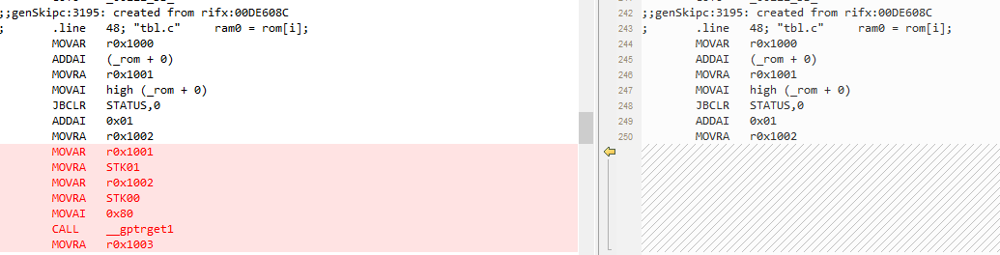 ;;genSkipc:3195: created from rifx:00DE608C
;       .line   48; "tbl.c"     ram0 = rom[i];
        MOVAR   r0x1000
        ADDAI   (_rom + 0)
        MOVRA   r0x1001
        MOVAI   high (_rom + 0)
        JBCLR   STATUS,0
        ADDAI   0x01
        MOVRA   r0x1002
        MOVAR   r0x1001
        MOVRA   STK01
        MOVAR   r0x1002
        MOVRA   STK00
        MOVAI   0x80
        CALL    __gptrget1
        MOVRA   r0x1003
242 ;;genSkipc:3195: created from rifx:00DE608C
243 ;       .line   48; "tbl.c"     ram0 = rom[i];
244         MOVAR   r0x1000
245         ADDAI   (_rom + 0)
246         MOVRA   r0x1001
247         MOVAI   high (_rom + 0)
248         JBCLR   STATUS,0
249         ADDAI   0x01
250         MOVRA   r0x1002